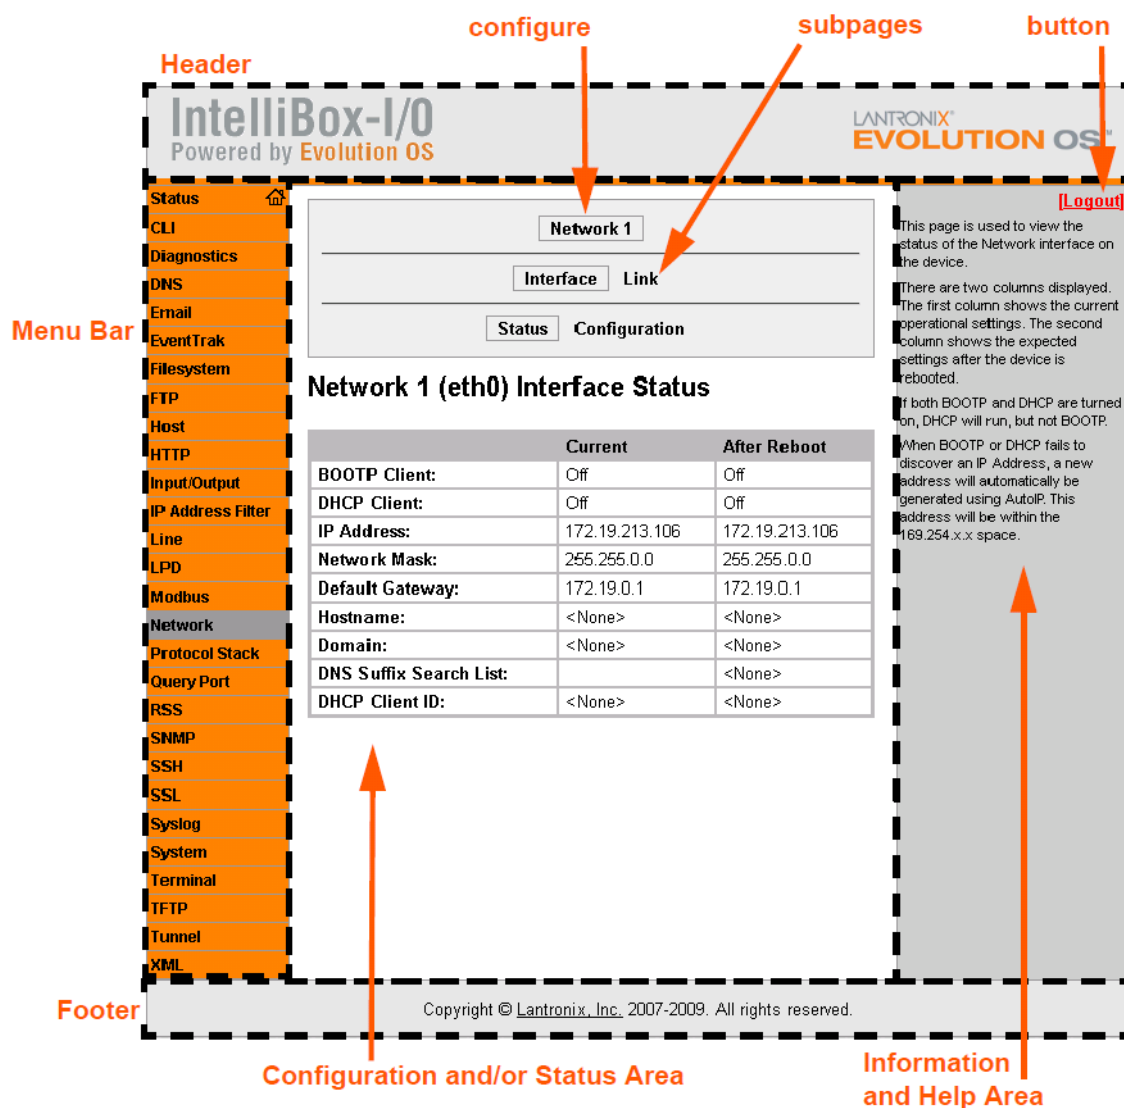 configure
subpages
button
Header
IntelliBox-I/O
Powered by Evolution OS
LANTRONIX®
EVOLUTION OS™
Status
CLI
Diagnostics
DNS
Email
EventTrak
Filesystem
FTP
Host
HTTP
Input/Output
IP Address Filter
Line
LPD
Modbus
Network
Protocol Stack
Query Port
RSS
SNMP
SSH
SSL
Syslog
System
Terminal
TFTP
Tunnel
XML
Menu Bar
Network 1
Interface Link
Status Configuration
Network 1 (eth0) Interface Status
Current After Reboot
BOOTP Client: Off Off
DHCP Client: Off Off
IP Address: 172.19.213.106 172.19.213.106
Network Mask: 255.255.0.0 255.255.0.0
Default Gateway: 172.19.0.1 172.19.0.1
Hostname: <None> <None>
Domain: <None> <None>
DNS Suffix Search List: <None>
DHCP Client ID: <None> <None>
[Logout]
This page is used to view the
status of the Network interface on
the device.
There are two columns displayed.
The first column shows the current
operational settings. The second
column shows the expected
settings after the device is
rebooted.
If both BOOTP and DHCP are turned
on, DHCP will run, but not BOOTP.
When BOOTP or DHCP fails to
discover an IP Address, a new
address will automatically be
generated using AutoIP. This
address will be within the
169.254.x.x space.
Footer
Copyright © Lantronix, Inc. 2007-2009. All rights reserved.
Configuration and/or Status Area
Information
and Help Area